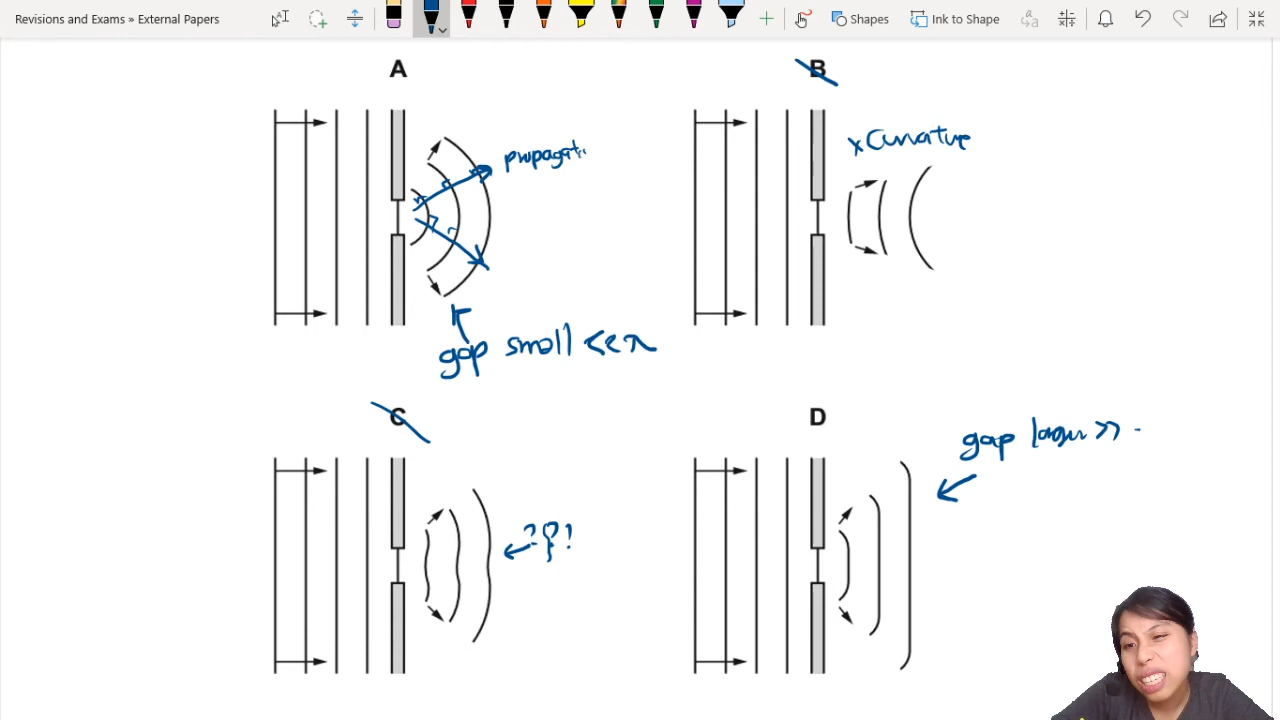 Revisions and Exams » External Papers
Shapes
Ink to Shape
A
B
propagat
x Curvature
gap small << λ
C
D
gap larger >>
? ? !